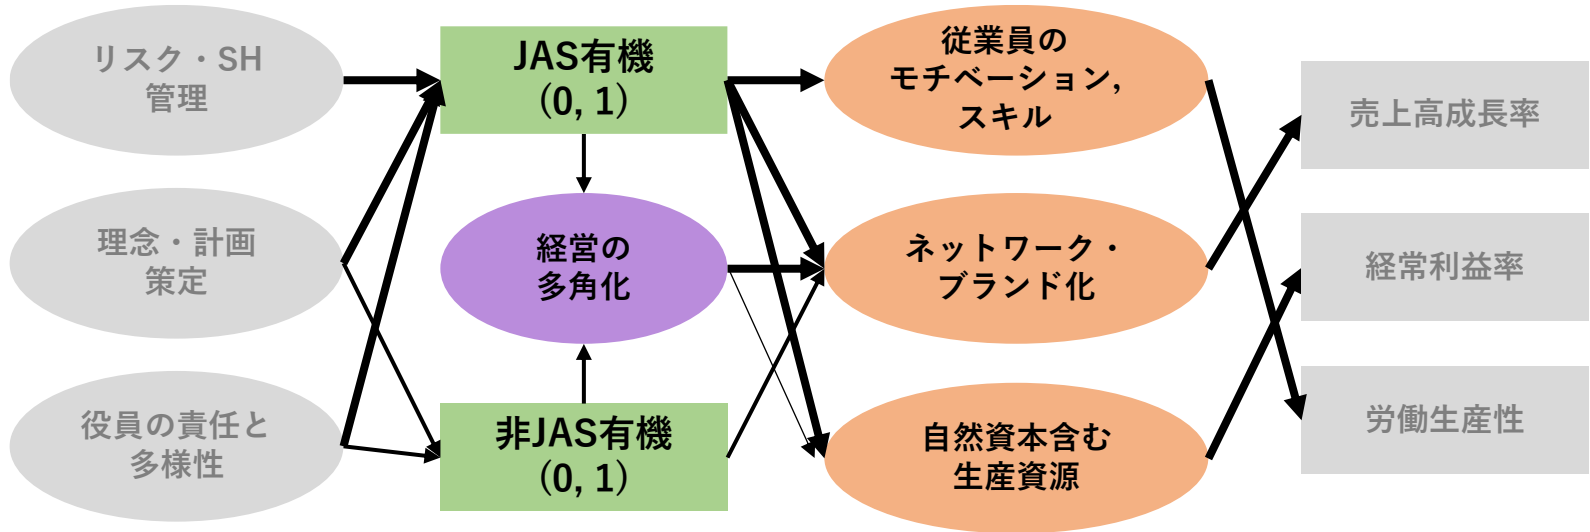 リスク・SH
管理
理念・計画
策定
役員の責任と
多様性
JAS有機
(0, 1)
経営の
多角化
非JAS有機
(0, 1)
従業員の
モチベーション,
スキル
ネットワーク・
ブランド化
自然資本含む
生産資源
売上高成長率
経常利益率
労働生産性